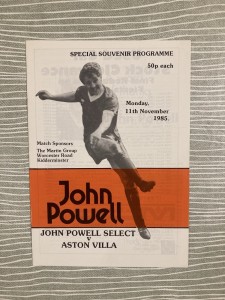 SPECIAL SOUVENIR PROGRAMME
50p each
Monday,
11th November
1985.
Match Sponsors:
The Marite Group
Worcester Road
Kidderminster
John
Powell
JOHN POWELL SELECT
v
ASTON VILLA